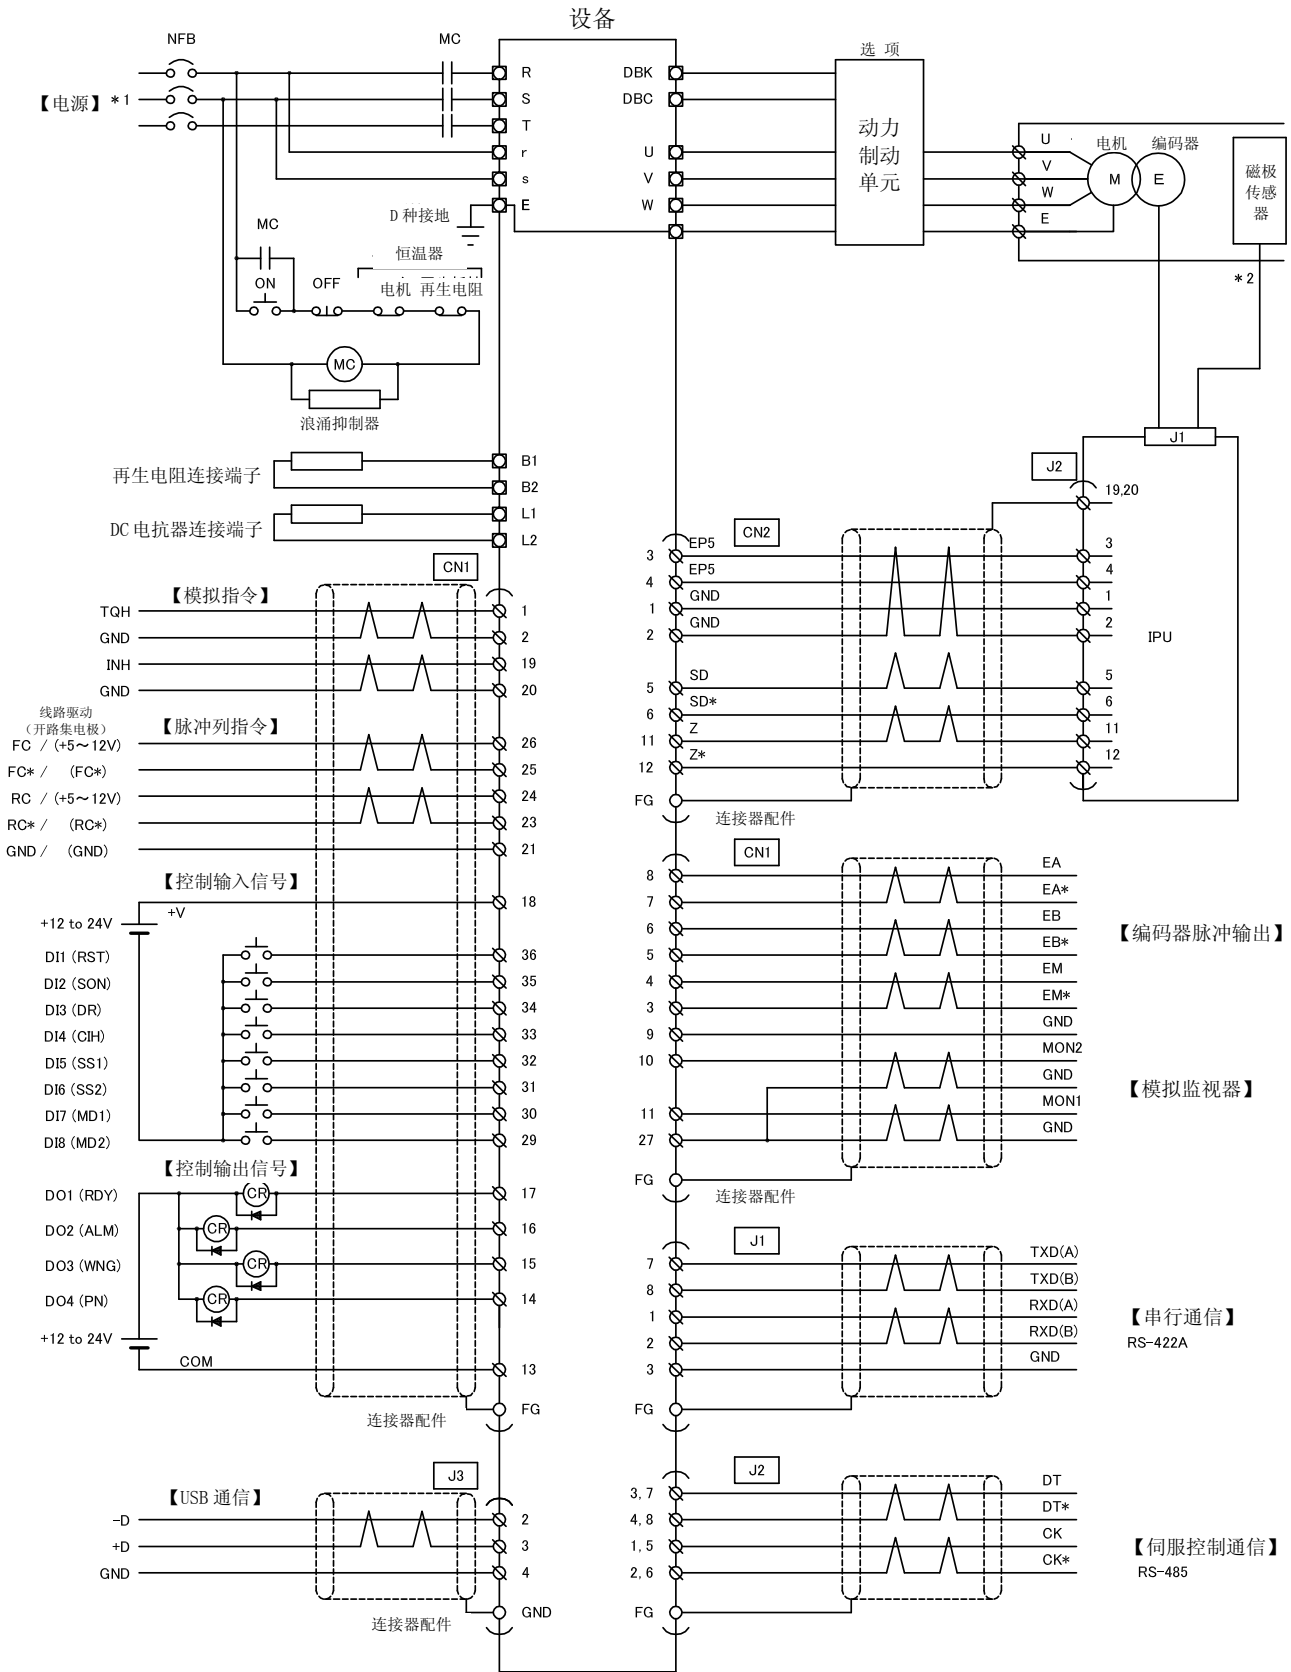 设备
NFB
MC
【电源】*1
R
S
T
r
s
E
D种接地
MC
ON
OFF
恒温器
电机 再生电阻
MC
浪涌抑制器
DBK
DBC
U
V
W
选 项
动力
制动
单元
U
V
W
E
电机
编码器
M
E
磁极
传感
器
*2
J1
再生电阻连接端子
B1
B2
DC电抗器连接端子
L1
L2
CN1
【模拟指令】
TQH 1
GND 2
INH 19
GND 20
线路驱动
（开路集电极）
【脉冲列指令】
FC / (+5～12V) 26
FC* / (FC*) 25
RC / (+5～12V) 24
RC* / (RC*) 23
GND / (GND) 21
【控制输入信号】
+V 18
+12 to 24V
DI1 (RST) 36
DI2 (SON) 35
DI3 (DR) 34
DI4 (CIH) 33
DI5 (SS1) 32
DI6 (SS2) 31
DI7 (MD1) 30
DI8 (MD2) 29
【控制输出信号】
DO1 (RDY) CR 17
DO2 (ALM) CR 16
DO3 (WNG) CR 15
DO4 (PN) CR 14
+12 to 24V
COM 13
连接器配件 FG
J3
【USB通信】
-D 2
+D 3
GND 4
连接器配件 GND
CN2
J2
19,20
3 EP5 3
4 EP5 4
1 GND 1
2 GND 2
IPU
5 SD 5
6 SD* 6
11 Z 11
12 Z* 12
FG
连接器配件
CN1
8 EA
7 EA*
6 EB
5 EB*
【编码器脉冲输出】
4 EM
3 EM*
9 GND
10 MON2
GND
【模拟监视器】
11 MON1
27 GND
FG
连接器配件
J1
7 TXD(A)
8 TXD(B)
1 RXD(A)
2 RXD(B)
3 GND
【串行通信】
RS-422A
FG
J2
3, 7 DT
4, 8 DT*
1, 5 CK
2, 6 CK*
【伺服控制通信】
RS-485
FG